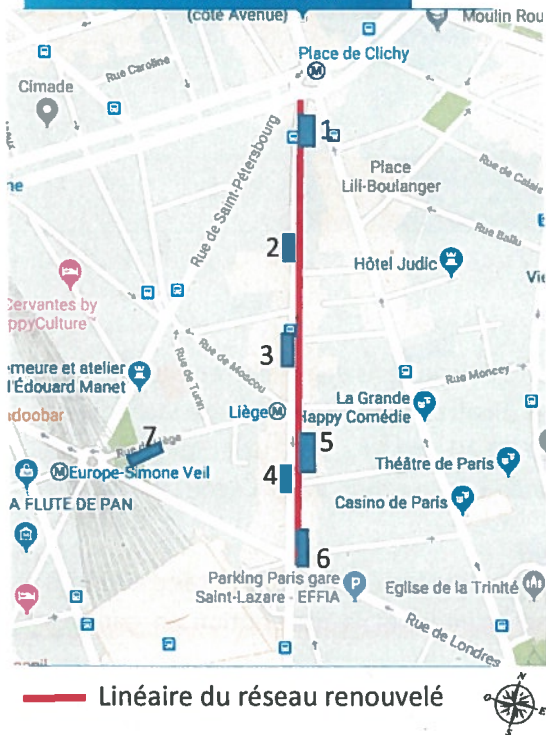 (côté Avenue)
Moulin Rou
Place de Clichy
M
Rue Caroline
Cimade
1
Rue de Saint-Pétersbourg
Place
Lili-Boulanger
Rue de Calais
ne
Rue Ballu
2
Hôtel Judic
Vi
Cervantes by
ppyCulture
3
Rue de Moscou
Rue de Turin
emeure et atelier
d'Édouard Manet
Rue Moncey
adoobar
Liège M
La Grande
Happy Comédie
7
5
M Europe-Simone Veil
4
Théâtre de Paris
A FLUTE DE PAN
Casino de Paris
6
Parking Paris gare
Saint-Lazare - EFFIA
P
Eglise de la Trinité
Rue de Londres
Linéaire du réseau renouvelé
N
O
E
S